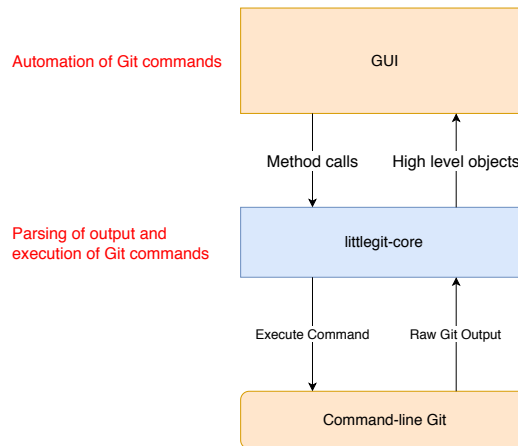 Automation of Git commands
GUI
Method calls
High level objects
Parsing of output and
execution of Git commands
littlegit-core
Execute Command
Raw Git Output
Command-line Git